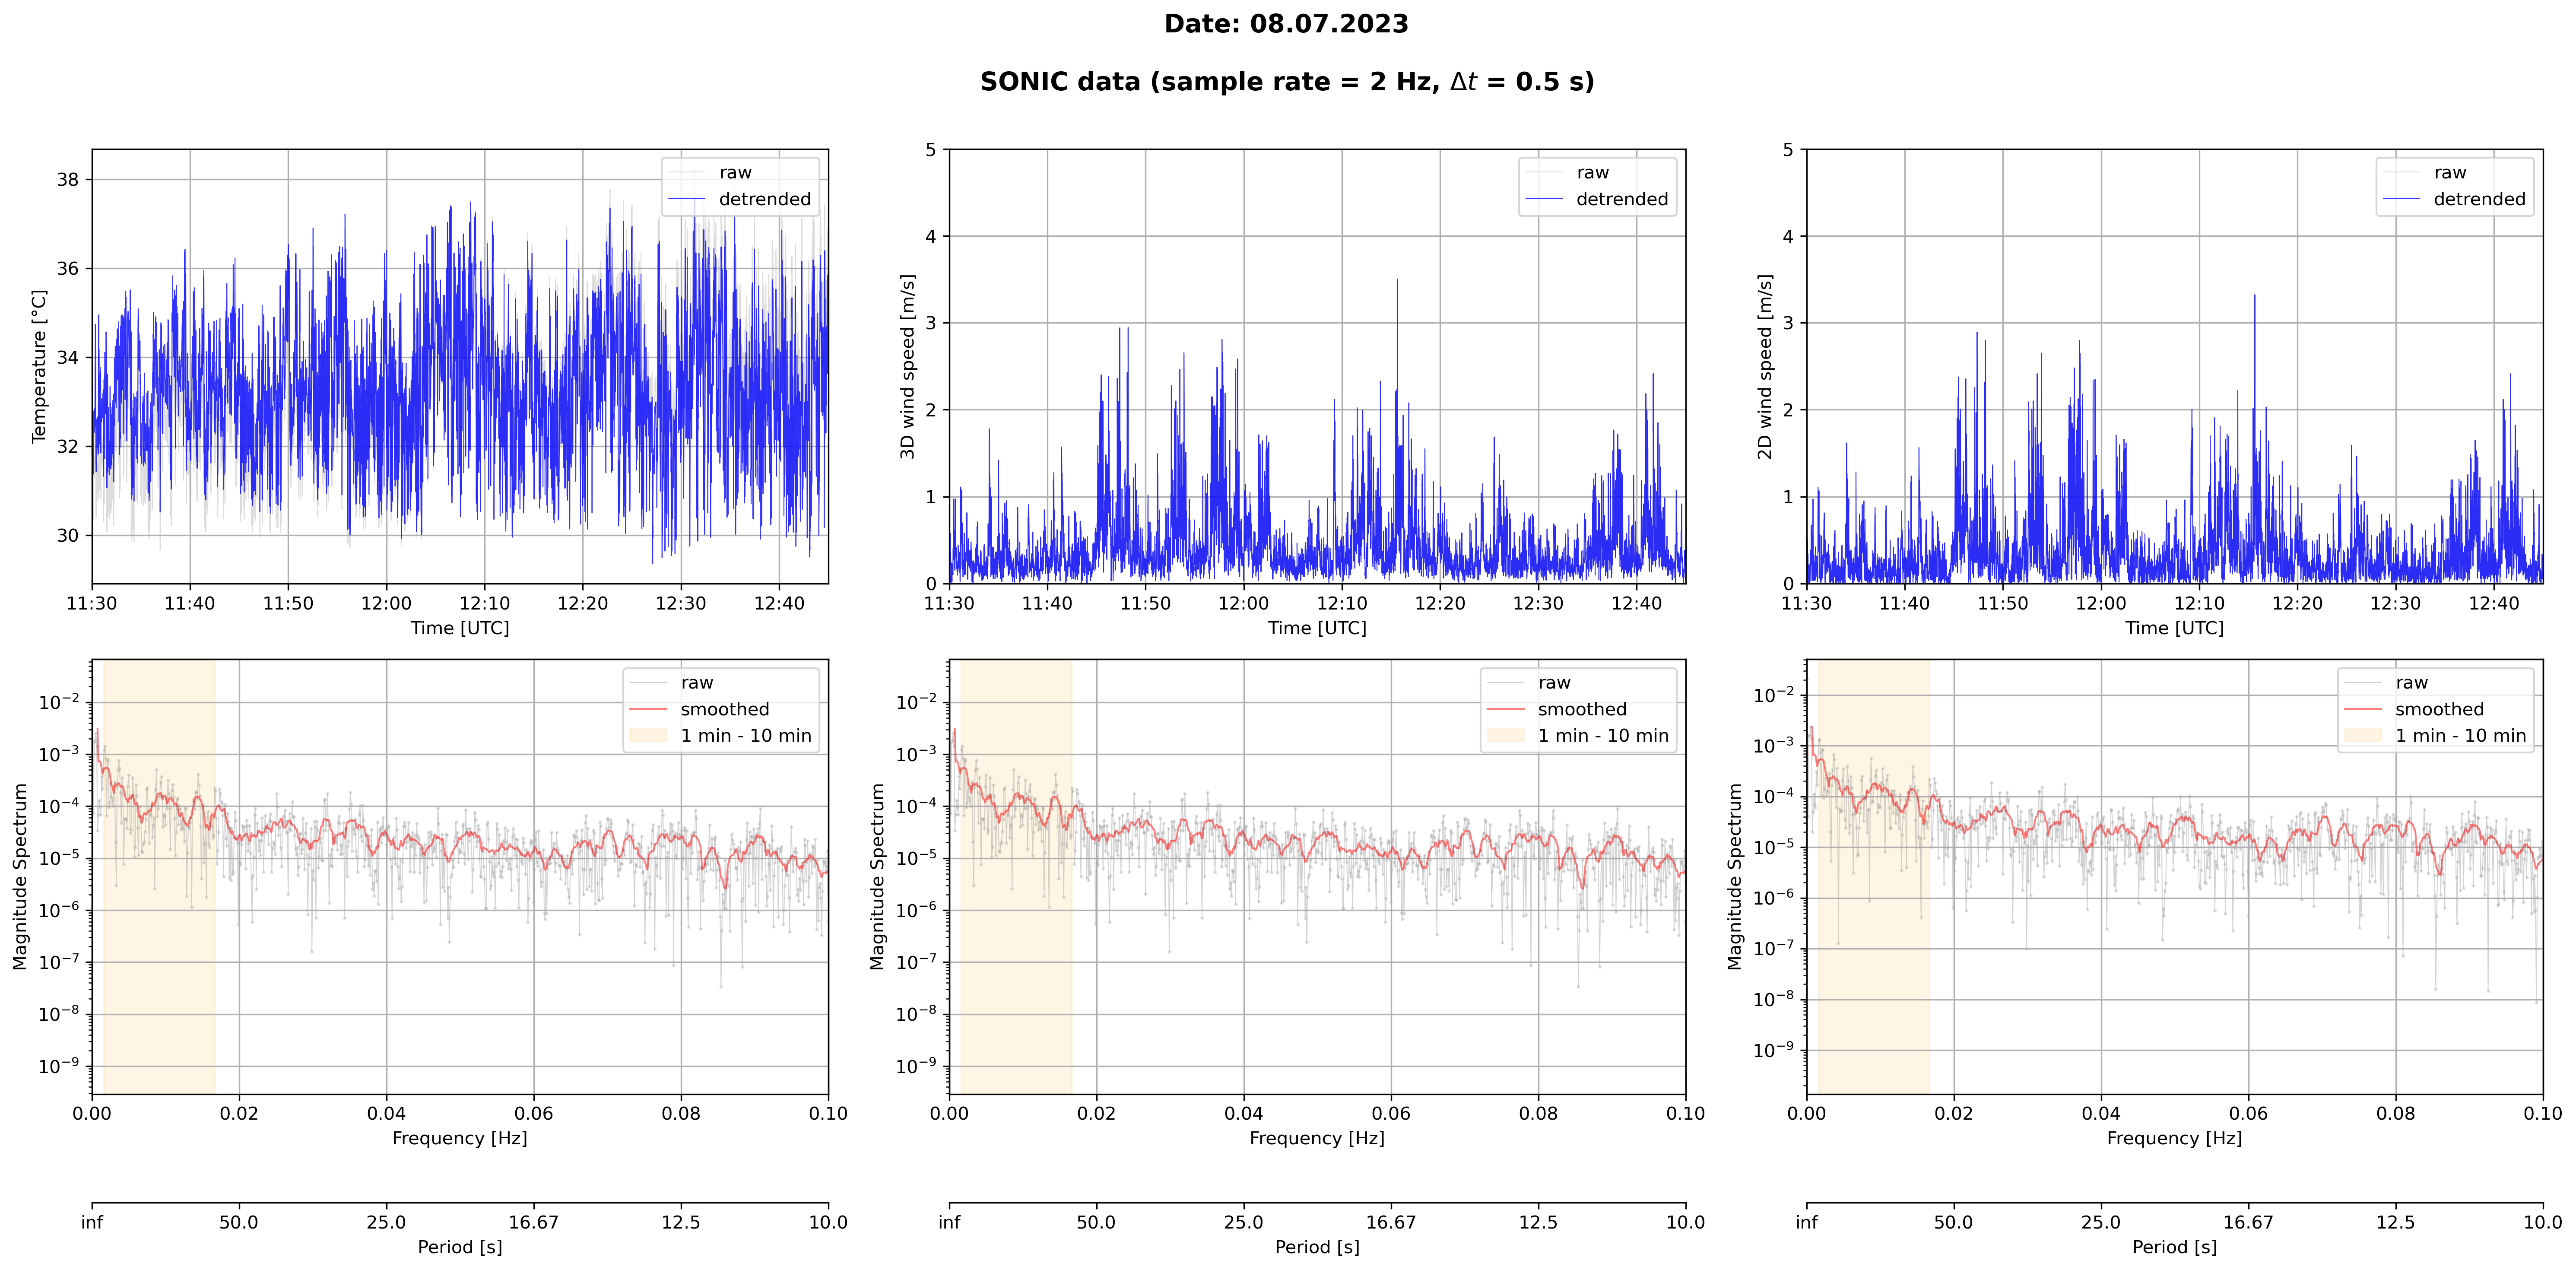 Date: 08.07.2023
SONIC data (sample rate = 2 Hz, Δt = 0.5 s)
38
36
34
32
30
Temperature [°C]
raw
detrended
11:30 11:40 11:50 12:00 12:10 12:20 12:30 12:40
Time [UTC]
5
4
3
2
1
0
3D wind speed [m/s]
raw
detrended
11:30 11:40 11:50 12:00 12:10 12:20 12:30 12:40
Time [UTC]
5
4
3
2
1
0
2D wind speed [m/s]
raw
detrended
11:30 11:40 11:50 12:00 12:10 12:20 12:30 12:40
Time [UTC]
10⁻²
10⁻³
10⁻⁴
10⁻⁵
10⁻⁶
10⁻⁷
10⁻⁸
10⁻⁹
Magnitude Spectrum
raw
smoothed
1 min - 10 min
0.00 0.02 0.04 0.06 0.08 0.10
Frequency [Hz]
inf 50.0 25.0 16.67 12.5 10.0
Period [s]
10⁻²
10⁻³
10⁻⁴
10⁻⁵
10⁻⁶
10⁻⁷
10⁻⁸
10⁻⁹
Magnitude Spectrum
raw
smoothed
1 min - 10 min
0.00 0.02 0.04 0.06 0.08 0.10
Frequency [Hz]
inf 50.0 25.0 16.67 12.5 10.0
Period [s]
10⁻²
10⁻³
10⁻⁴
10⁻⁵
10⁻⁶
10⁻⁷
10⁻⁸
10⁻⁹
Magnitude Spectrum
raw
smoothed
1 min - 10 min
0.00 0.02 0.04 0.06 0.08 0.10
Frequency [Hz]
inf 50.0 25.0 16.67 12.5 10.0
Period [s]